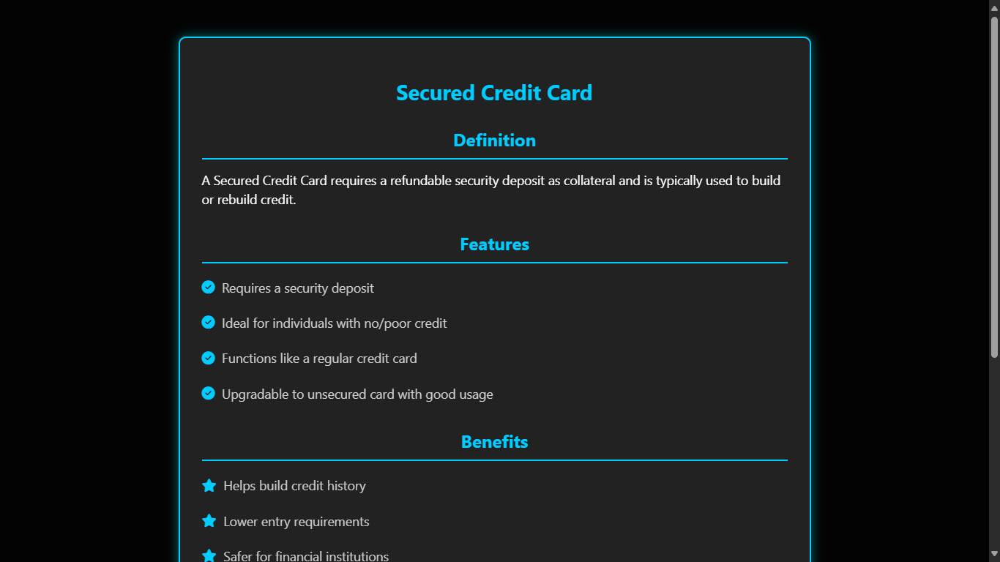 Secured Credit Card
Definition
A Secured Credit Card requires a refundable security deposit as collateral and is typically used to build
or rebuild credit.
Features
Requires a security deposit
Ideal for individuals with no/poor credit
Functions like a regular credit card
Upgradable to unsecured card with good usage
Benefits
Helps build credit history
Lower entry requirements
Safer for financial institutions